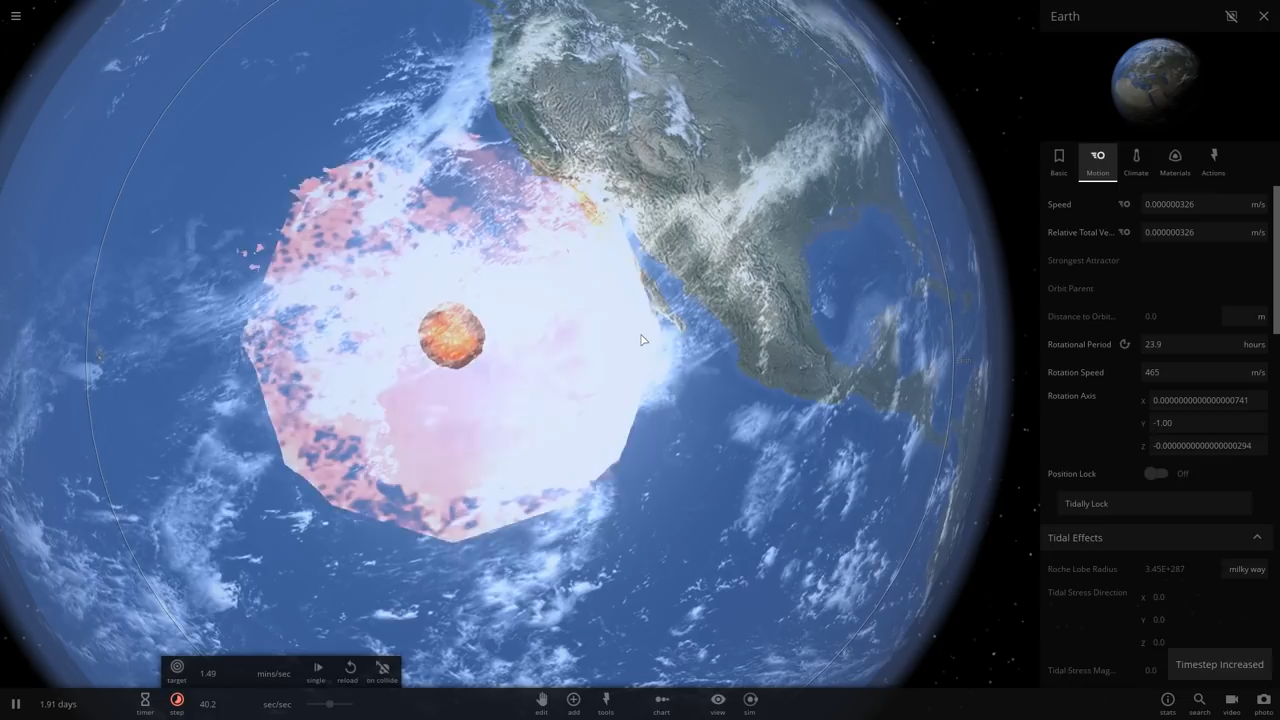 Earth
Basic Motion Climate Materials Actions
Speed 0.000000326 m/s
Relative Total Ve... 0.000000326 m/s
Strongest Attractor
Orbit Parent
Distance to Orbit... 0.0 m
Rotational Period 23.9 hours
Rotation Speed 465 m/s
Rotation Axis X 0.0000000000000000741
Y -1.00
Z -0.0000000000000000294
Position Lock Off
Tidally Lock
Tidal Effects
Roche Lobe Radius 3.45E+287 milky way
Tidal Stress Direction X 0.0
Y 0.0
Z 0.0
Tidal Stress Mag... 0.0
Timestep Increased
target 1.49 mins/sec single reload on collide
1.91 days timer step 40.2 sec/sec edit add tools chart view sim stats search video photo